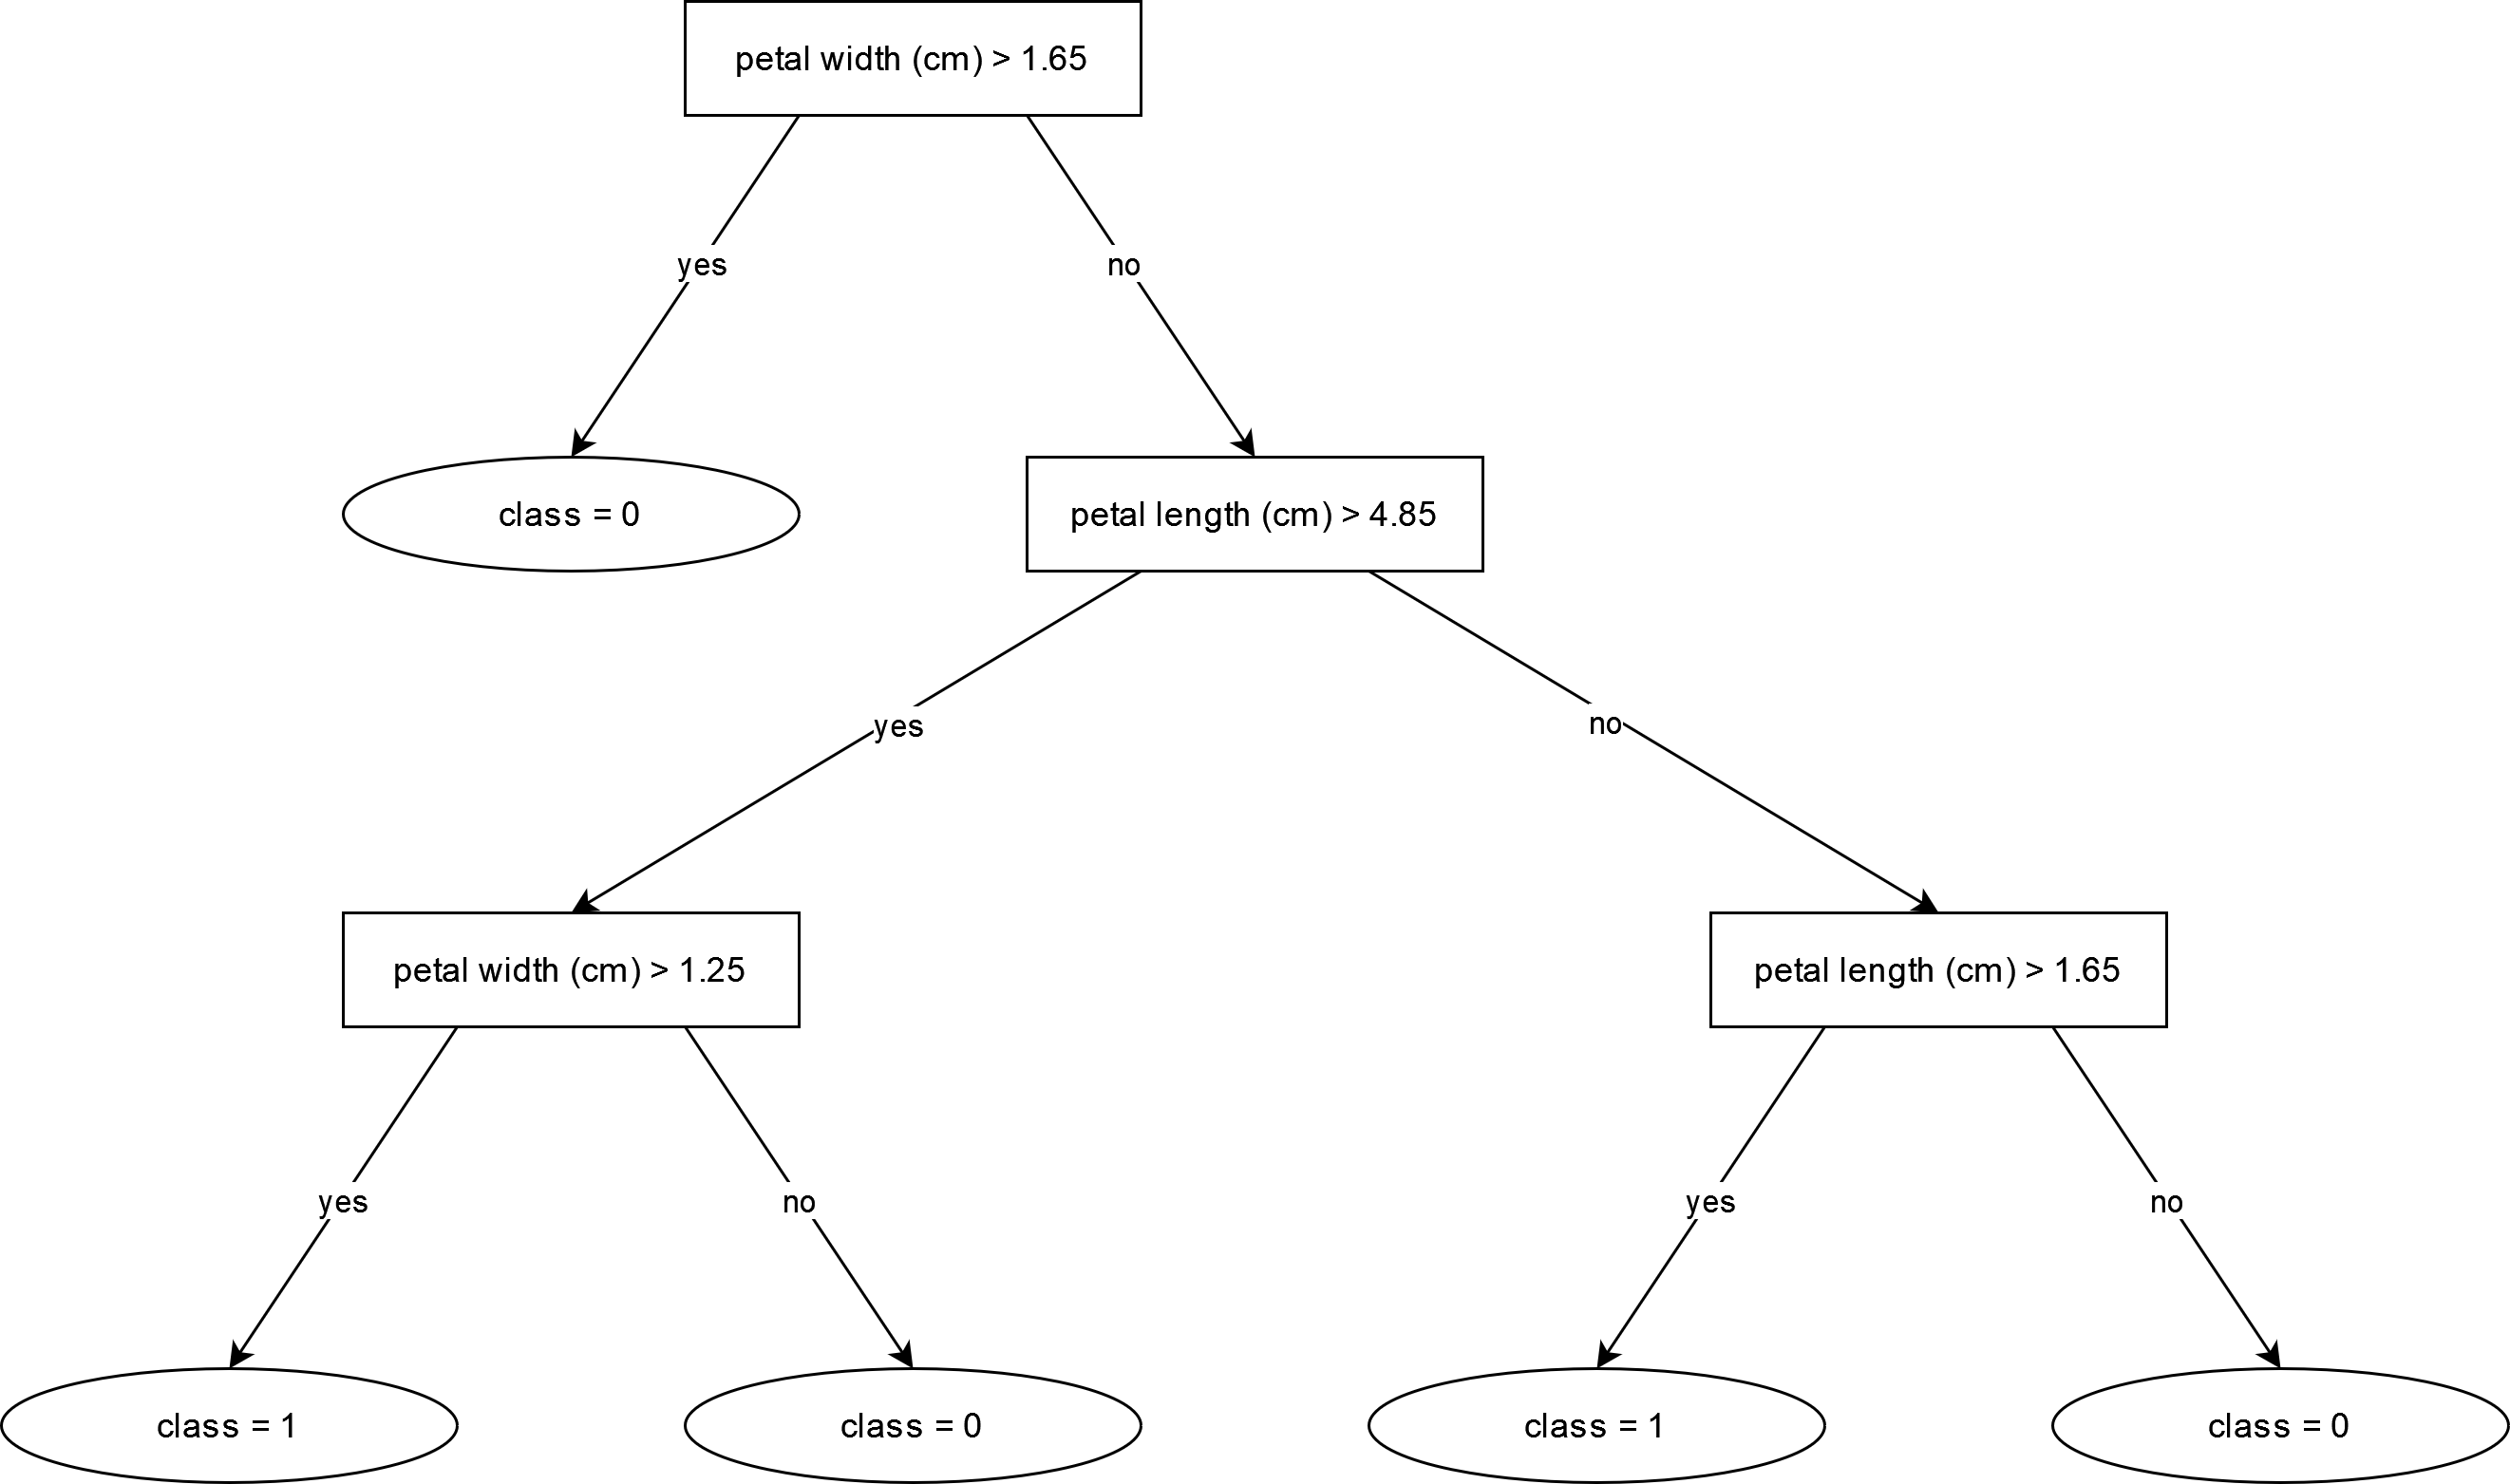 petal width (cm) > 1.65
yes
no
class = 0
petal length (cm) > 4.85
yes
no
petal width (cm) > 1.25
petal length (cm) > 1.65
yes
no
yes
no
class = 1
class = 0
class = 1
class = 0